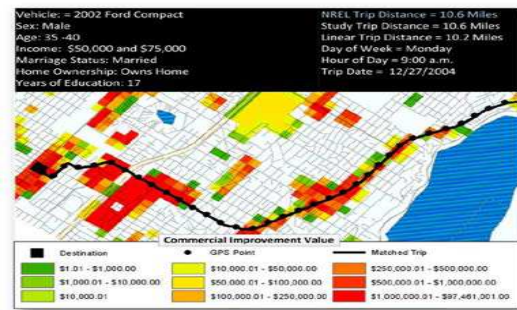 Vehicle: = 2002 Ford Compact
Sex: Male
Age: 35 -40
Income: $50,000 and $75,000
Marriage Status: Married
Home Ownership: Owns Home
Years of Education: 17
NREL Trip Distance = 10.6 Miles
Study Trip Distance = 10.6 Miles
Linear Trip Distance = 10.2 Miles
Day of Week = Monday
Hour of Day = 9:00 a.m.
Trip Date = 12/27/2004
Commercial Improvement Value
Destination
GPS Point
Matched Trip
$1.01 - $1,000.00
$1,000.01 - $10,000.00
$10,000.01
$10,000.01 - $50,000.00
$50,000.01 - $100,000.00
$100,000.01 - $250,000.00
$250,000.01 - $500,000.00
$500,000.01 - $1,000,000.00
$1,000,000.01 - $97,461,001.00